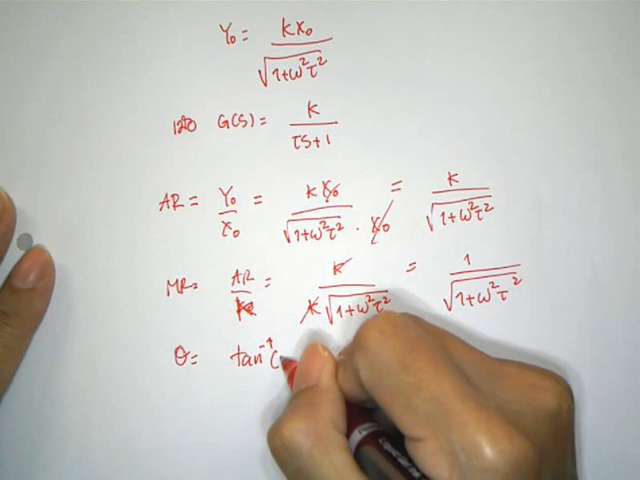 Y₀ = KX₀ / √(1+ω²τ²)
G(S) = K / (τS+1)
AR = Y₀/X₀ = KX₀ / (√(1+ω²τ²) · X₀) = K / √(1+ω²τ²)
MR = AR/K = K / (K√(1+ω²τ²)) = 1 / √(1+ω²τ²)
θ = tan⁻¹(